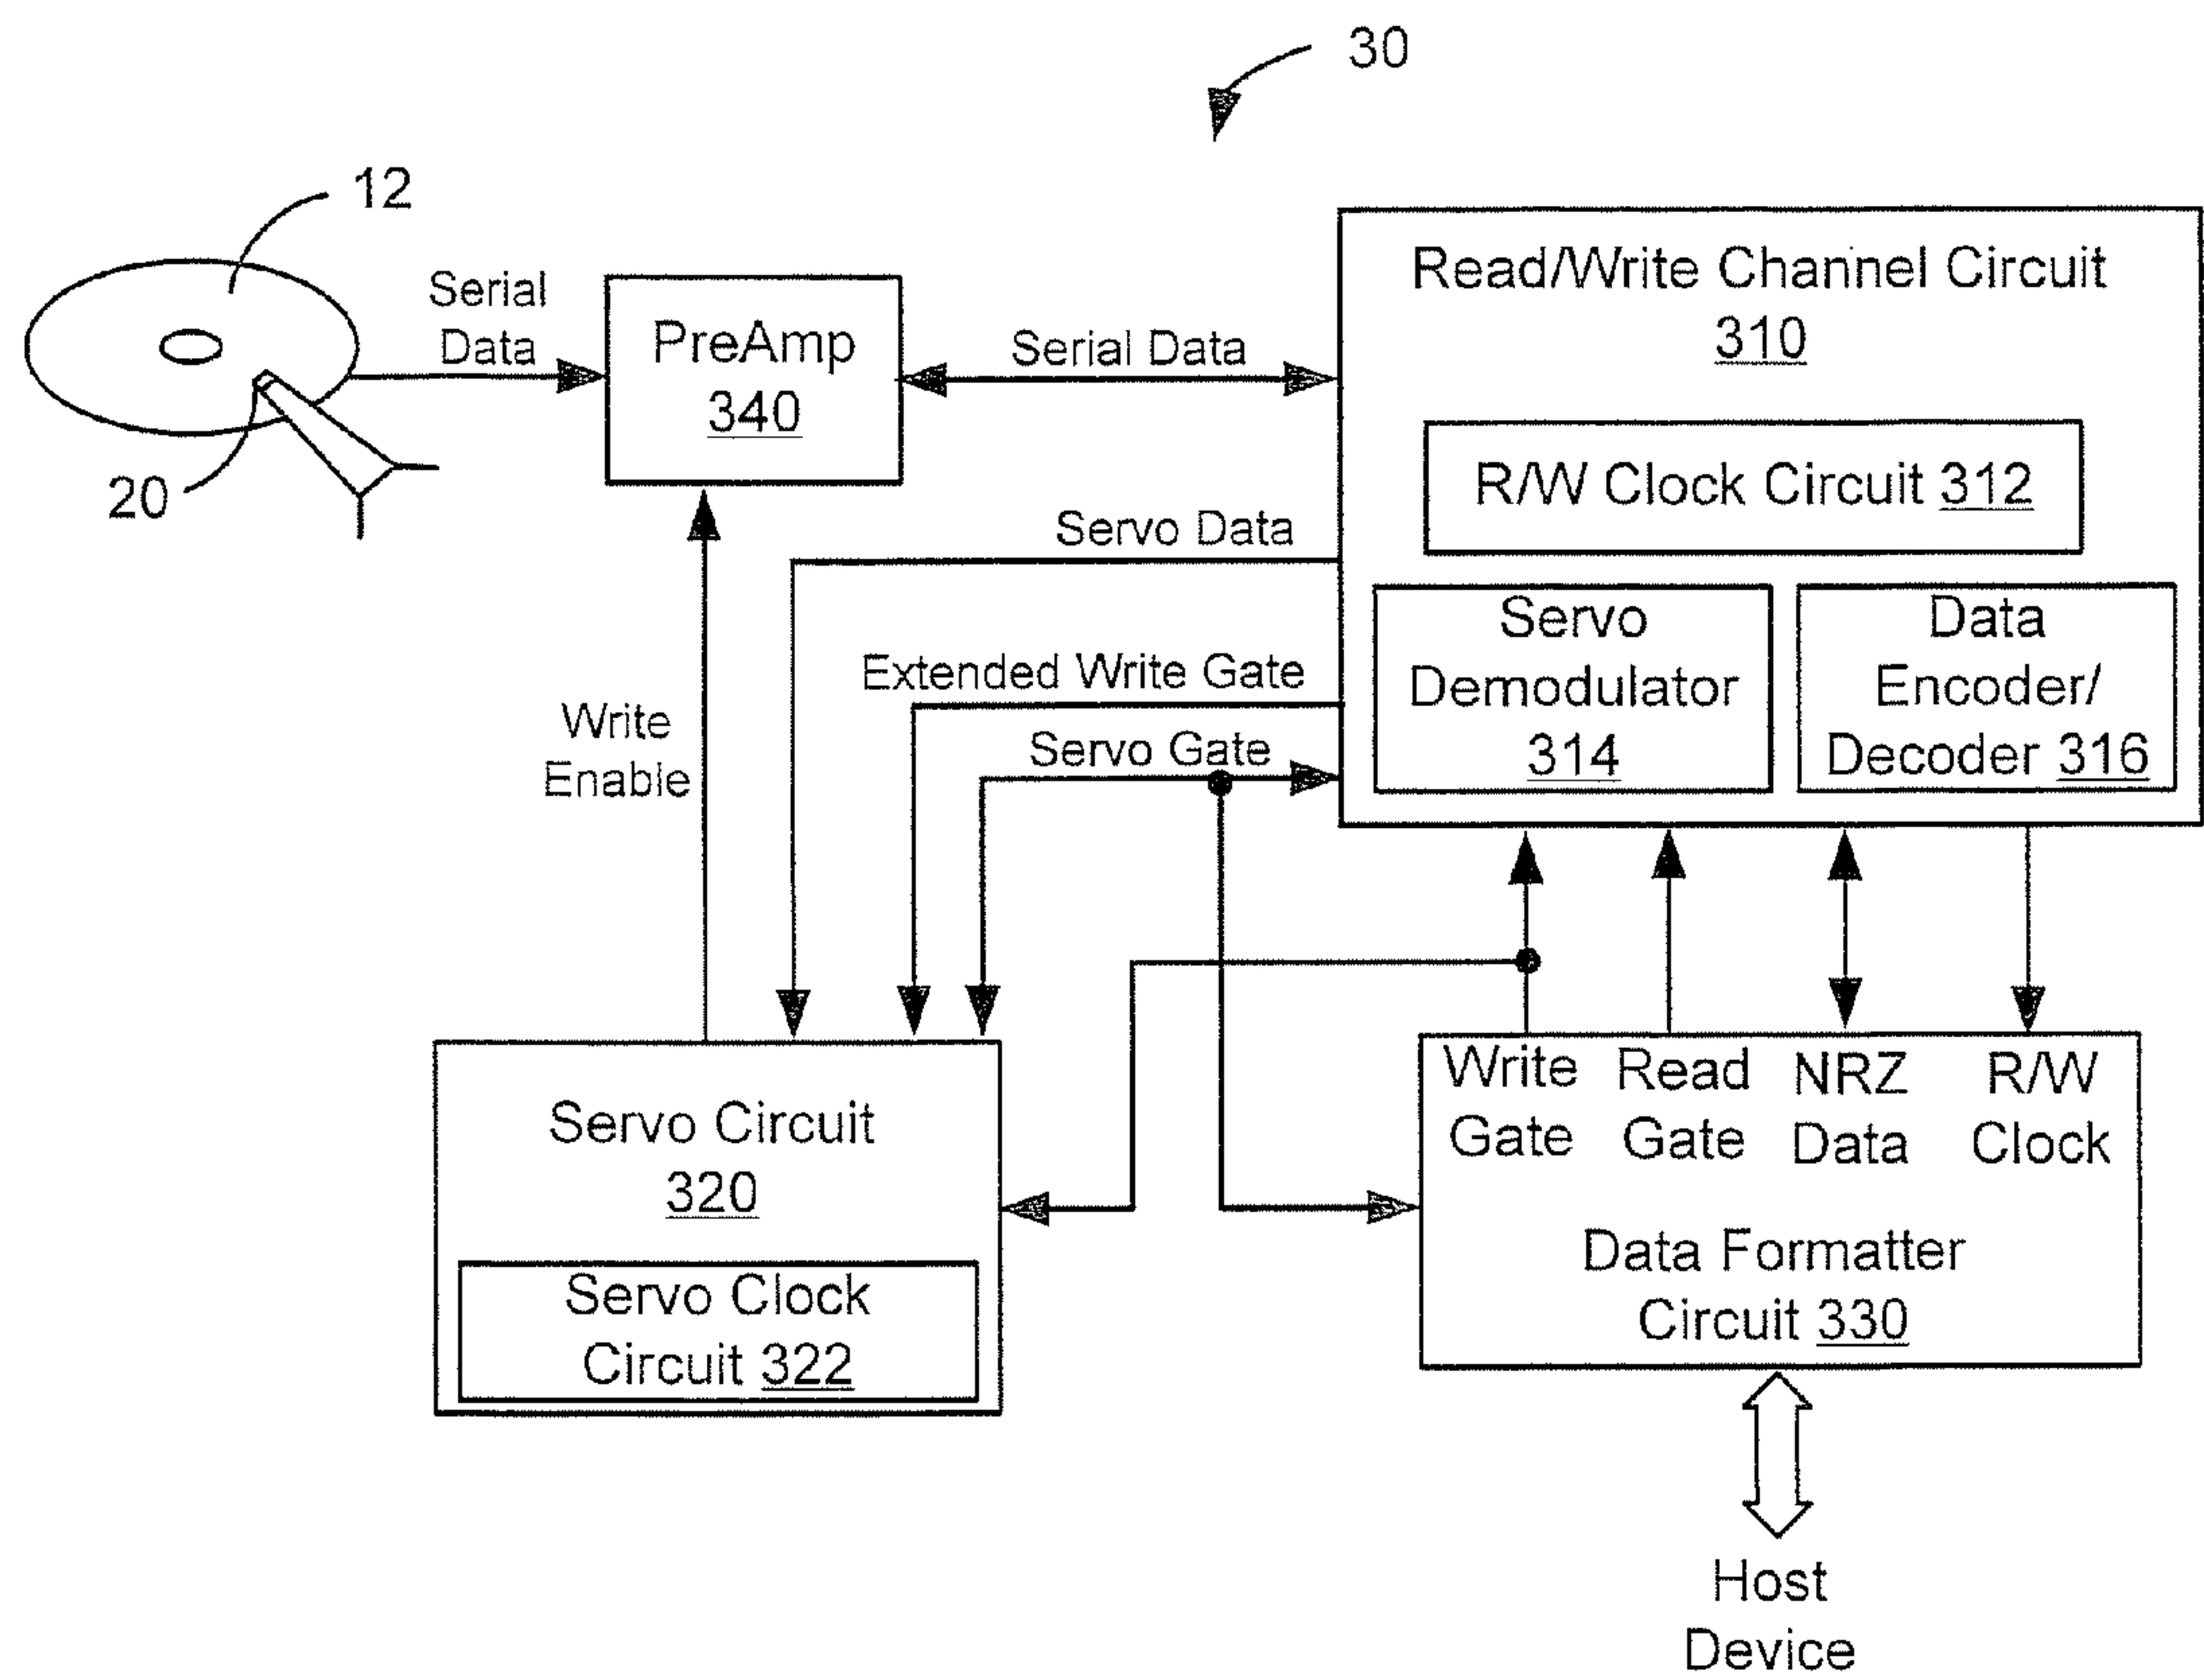 30
12
Serial
Data
PreAmp
340
Serial Data
Read/Write Channel Circuit
310
R/W Clock Circuit 312
20
Servo Data
Servo
Demodulator
314
Data
Encoder/
Decoder 316
Extended Write Gate
Servo Gate
Write
Enable
Servo Circuit
320
Servo Clock
Circuit 322
Write
Gate
Read
Gate
NRZ
Data
R/W
Clock
Data Formatter
Circuit 330
Host
Device